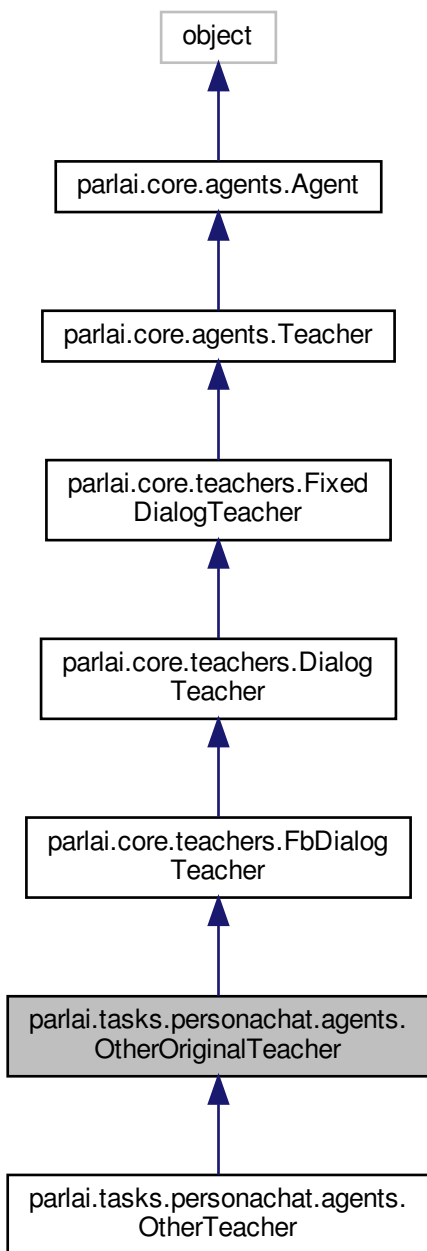 object
parlai.core.agents.Agent
parlai.core.agents.Teacher
parlai.core.teachers.Fixed
DialogTeacher
parlai.core.teachers.Dialog
Teacher
parlai.core.teachers.FbDialog
Teacher
parlai.tasks.personachat.agents.
OtherOriginalTeacher
parlai.tasks.personachat.agents.
OtherTeacher